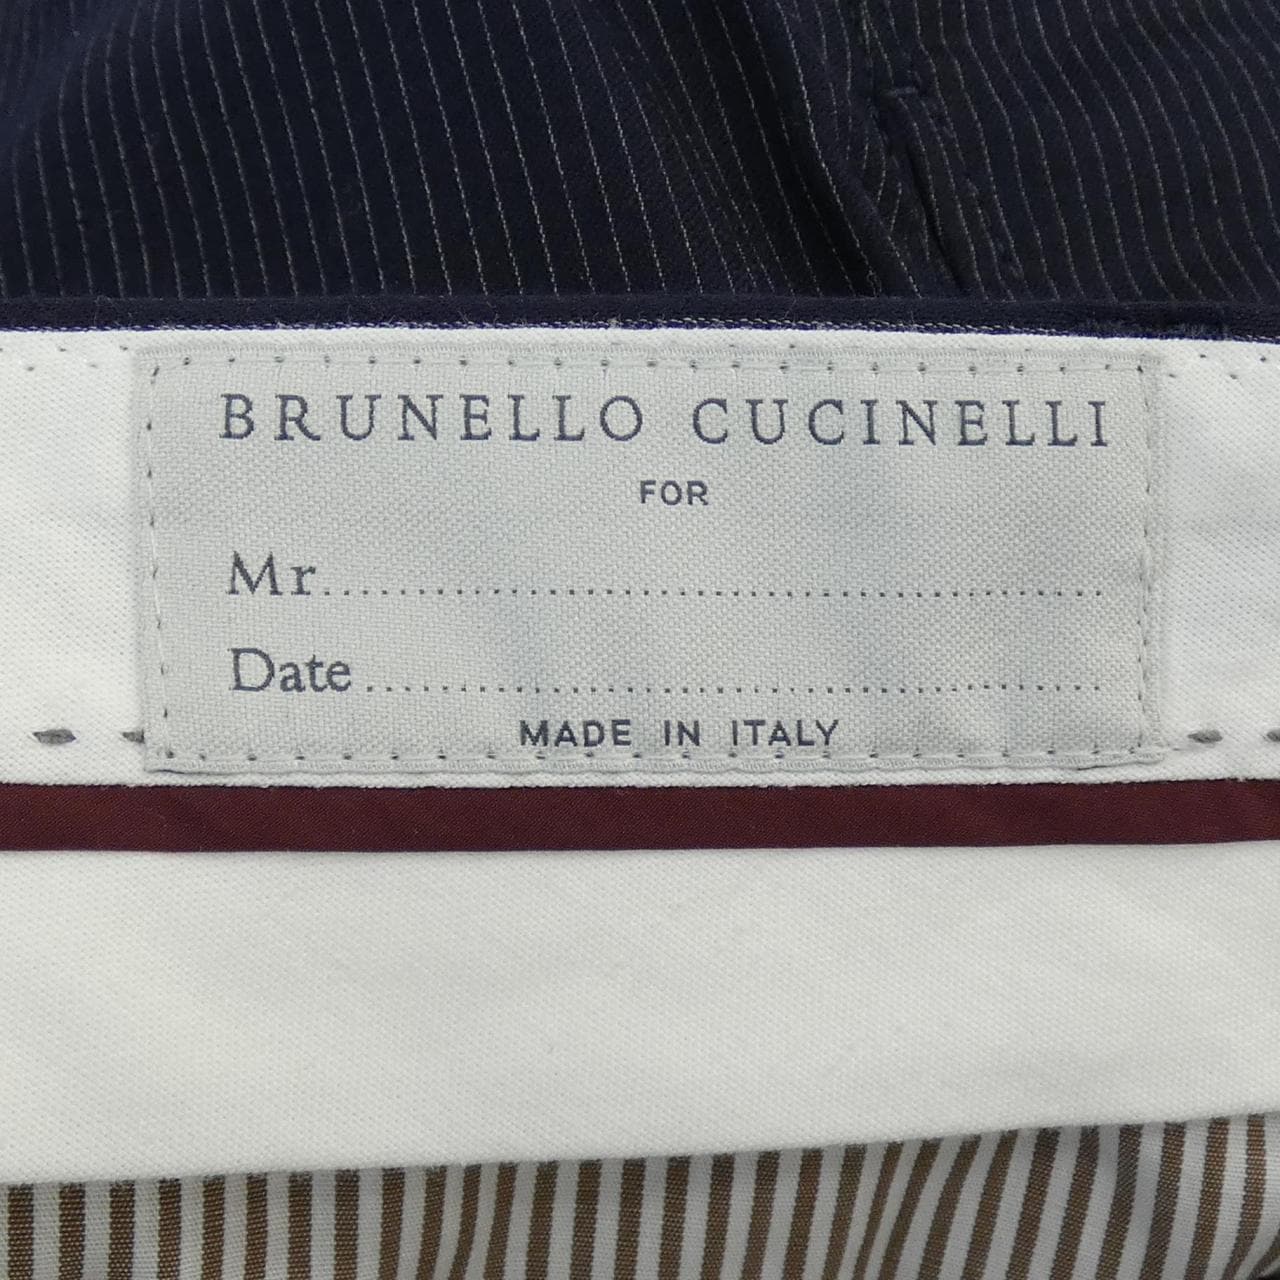 BRUNELLO CUCINELLI
FOR
Mr..........................................
Date.......................................
MADE IN ITALY